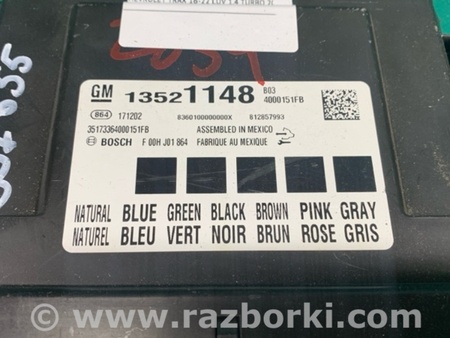 GM 13521148 B03
4000151FB
864 171202
8360100000000X 812857993
35173364000151FB ASSEMBLED IN MEXICO
BOSCH F 00H J01 864 FABRIQUE AU MEXIQUE
NATURAL BLUE GREEN BLACK BROWN PINK GRAY
NATUREL BLEU VERT NOIR BRUN ROSE GRIS
www.razborki.com